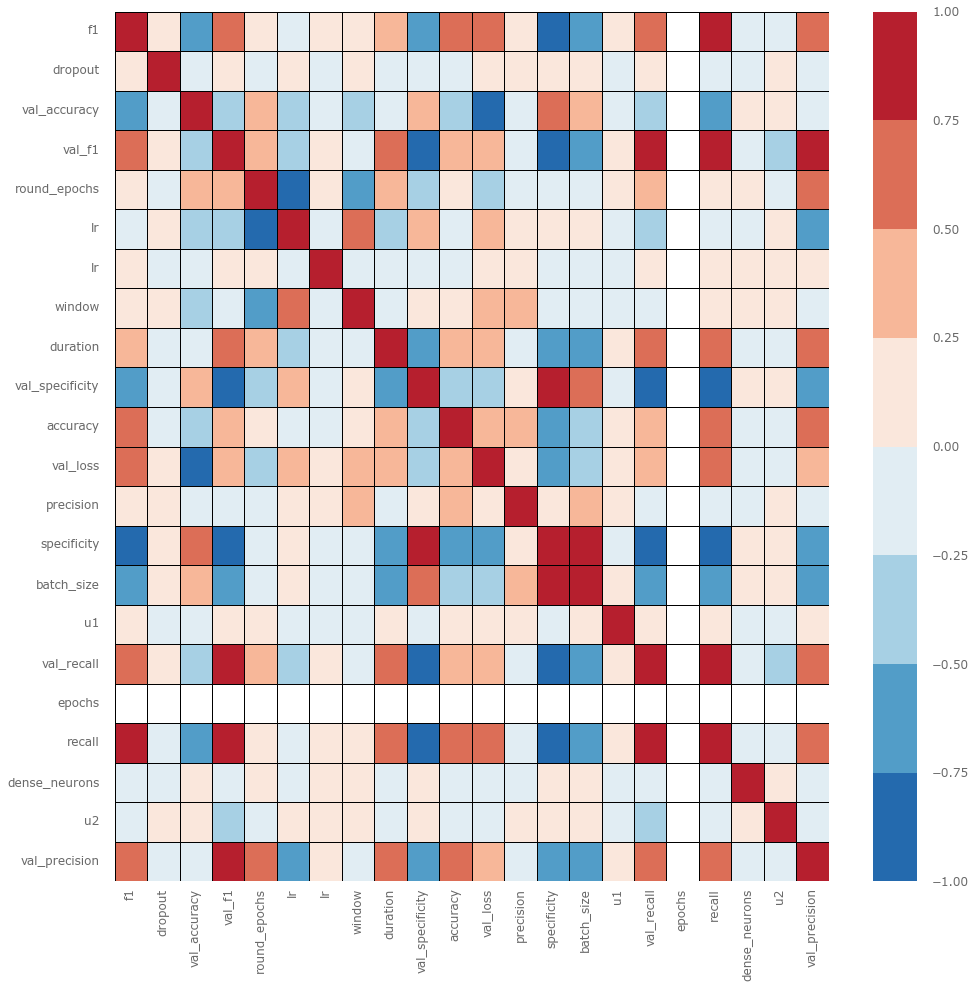 f1
dropout
val_accuracy
val_f1
round_epochs
lr
lr
window
duration
val_specificity
accuracy
val_loss
precision
specificity
batch_size
u1
val_recall
epochs
recall
dense_neurons
u2
val_precision
f1
dropout
val_accuracy
val_f1
round_epochs
lr
lr
window
duration
val_specificity
accuracy
val_loss
precision
specificity
batch_size
u1
val_recall
epochs
recall
dense_neurons
u2
val_precision
1.00
0.75
0.50
0.25
0.00
−0.25
−0.50
−0.75
−1.00